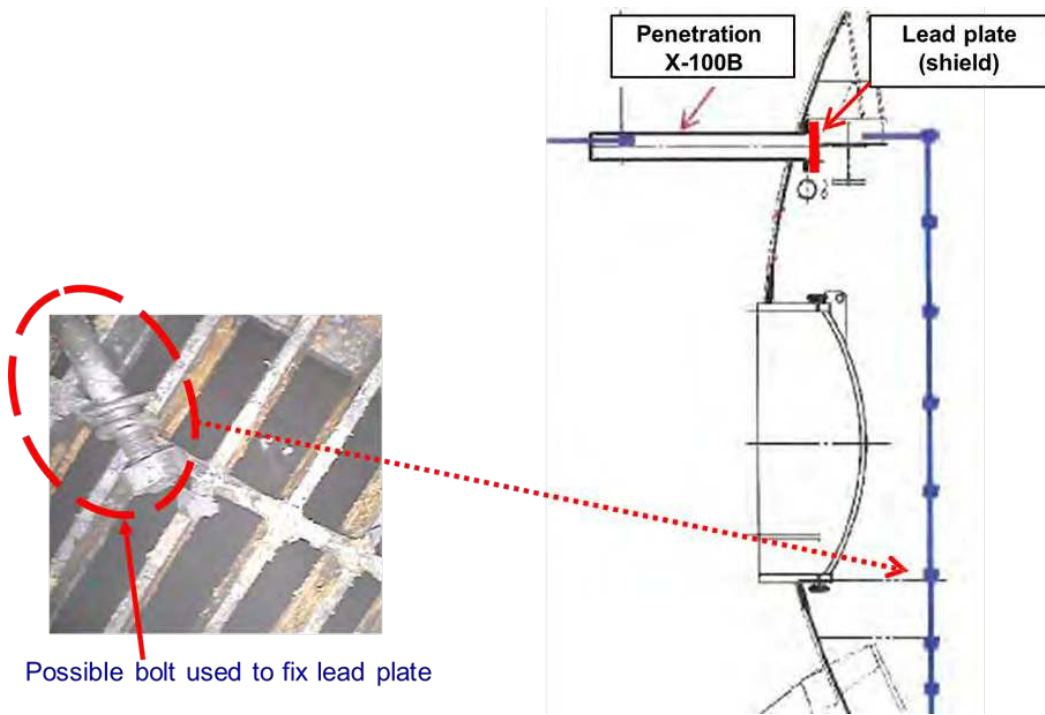 Penetration
X-100B
Lead plate
(shield)
Possible bolt used to fix lead plate